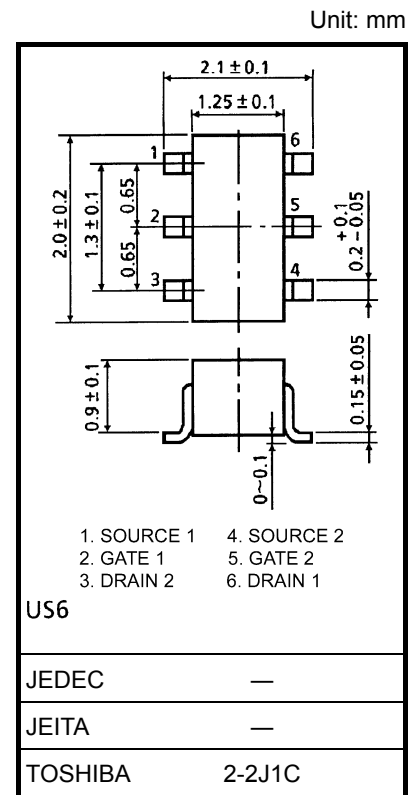 Unit: mm
2.1±0.1
1.25±0.1
1
6
2
5
3
4
2.0±0.2
1.3±0.1
0.65
0.65
+0.1
0.2-0.05
0.9±0.1
0.15±0.05
0~0.1
1. SOURCE 1 4. SOURCE 2
2. GATE 1 5. GATE 2
3. DRAIN 2 6. DRAIN 1
US6
JEDEC —
JEITA —
TOSHIBA 2-2J1C